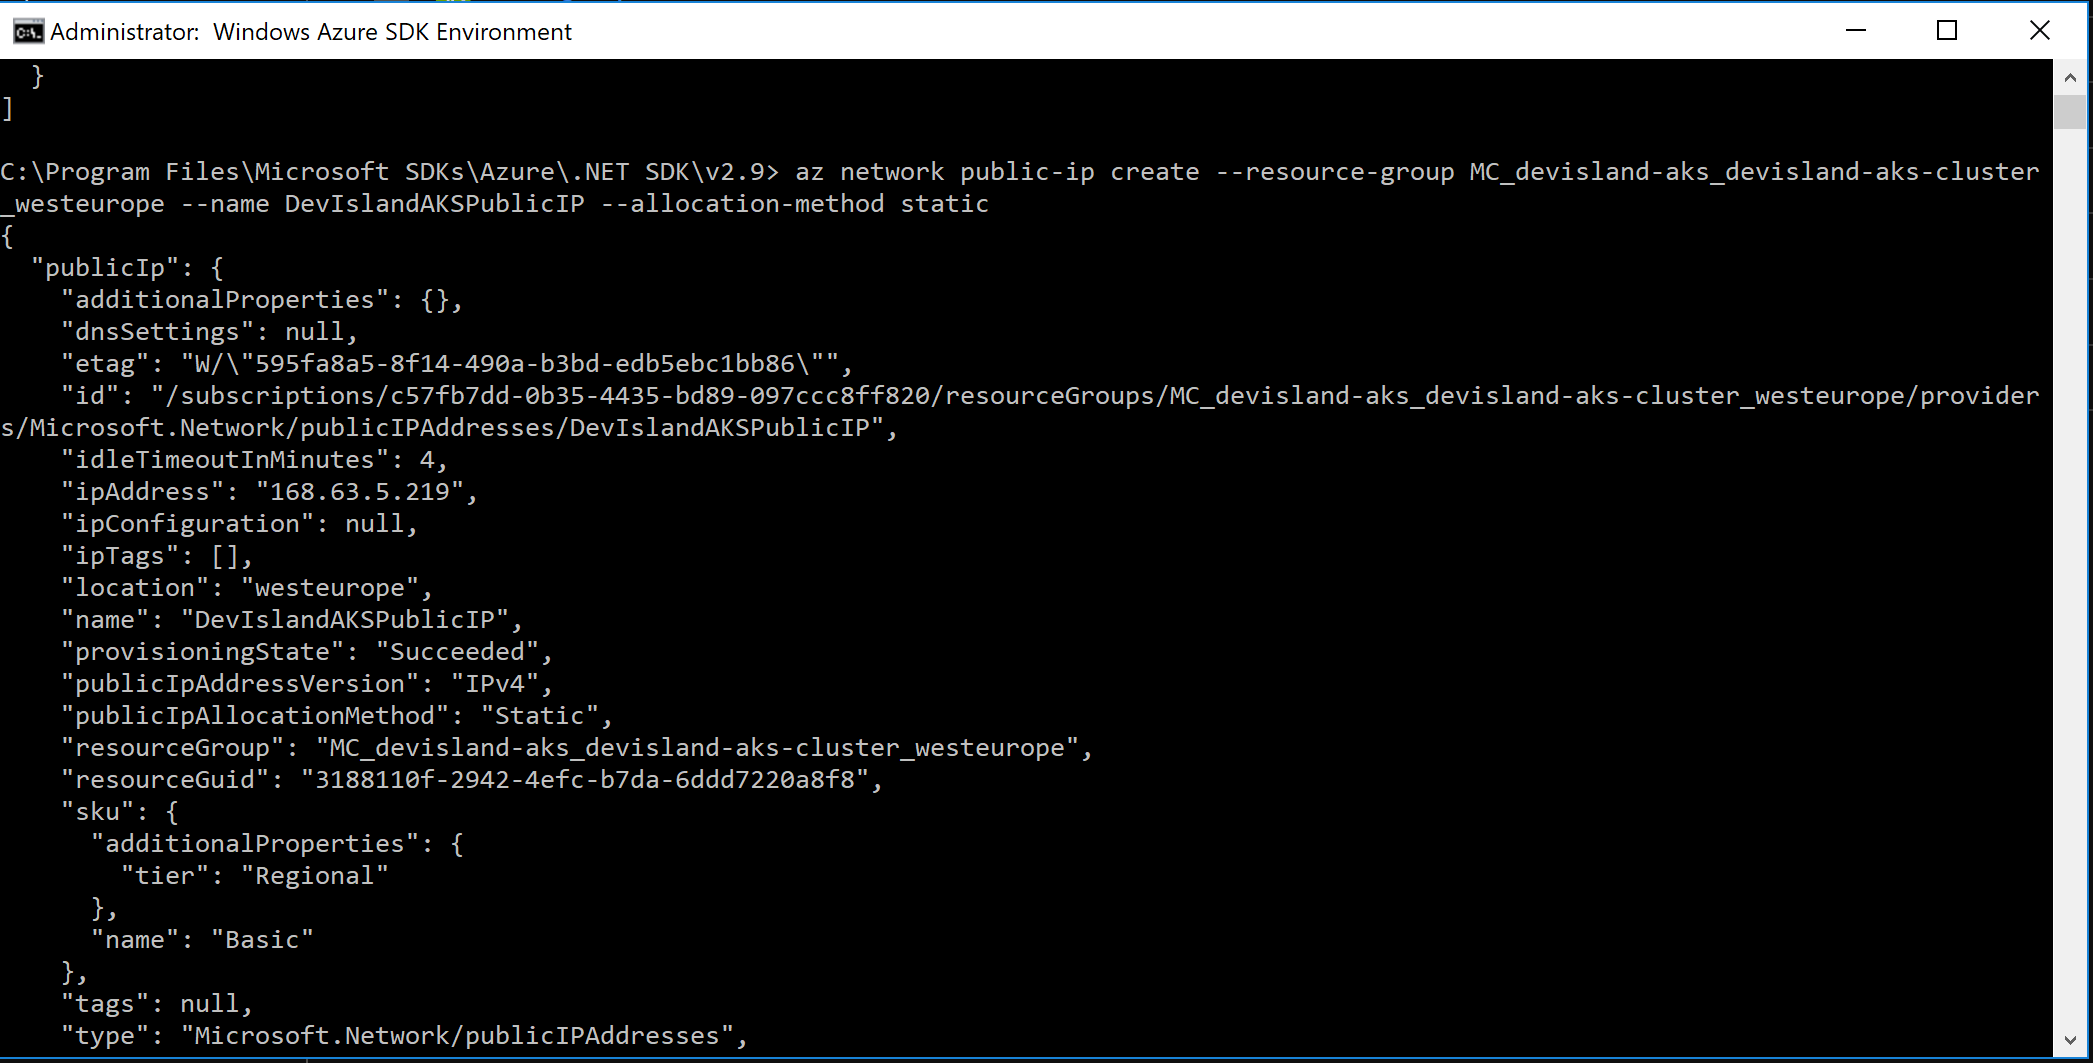 Administrator:  Windows Azure SDK Environment
  }
]
C:\Program Files\Microsoft SDKs\Azure\.NET SDK\v2.9> az network public-ip create --resource-group MC_devisland-aks_devisland-aks-cluster
_westeurope --name DevIslandAKSPublicIP --allocation-method static
{
  "publicIp": {
    "additionalProperties": {},
    "dnsSettings": null,
    "etag": "W/\"595fa8a5-8f14-490a-b3bd-edb5ebc1bb86\"",
    "id": "/subscriptions/c57fb7dd-0b35-4435-bd89-097ccc8ff820/resourceGroups/MC_devisland-aks_devisland-aks-cluster_westeurope/provider
s/Microsoft.Network/publicIPAddresses/DevIslandAKSPublicIP",
    "idleTimeoutInMinutes": 4,
    "ipAddress": "168.63.5.219",
    "ipConfiguration": null,
    "ipTags": [],
    "location": "westeurope",
    "name": "DevIslandAKSPublicIP",
    "provisioningState": "Succeeded",
    "publicIpAddressVersion": "IPv4",
    "publicIpAllocationMethod": "Static",
    "resourceGroup": "MC_devisland-aks_devisland-aks-cluster_westeurope",
    "resourceGuid": "3188110f-2942-4efc-b7da-6ddd7220a8f8",
    "sku": {
      "additionalProperties": {
        "tier": "Regional"
      },
      "name": "Basic"
    },
    "tags": null,
    "type": "Microsoft.Network/publicIPAddresses",